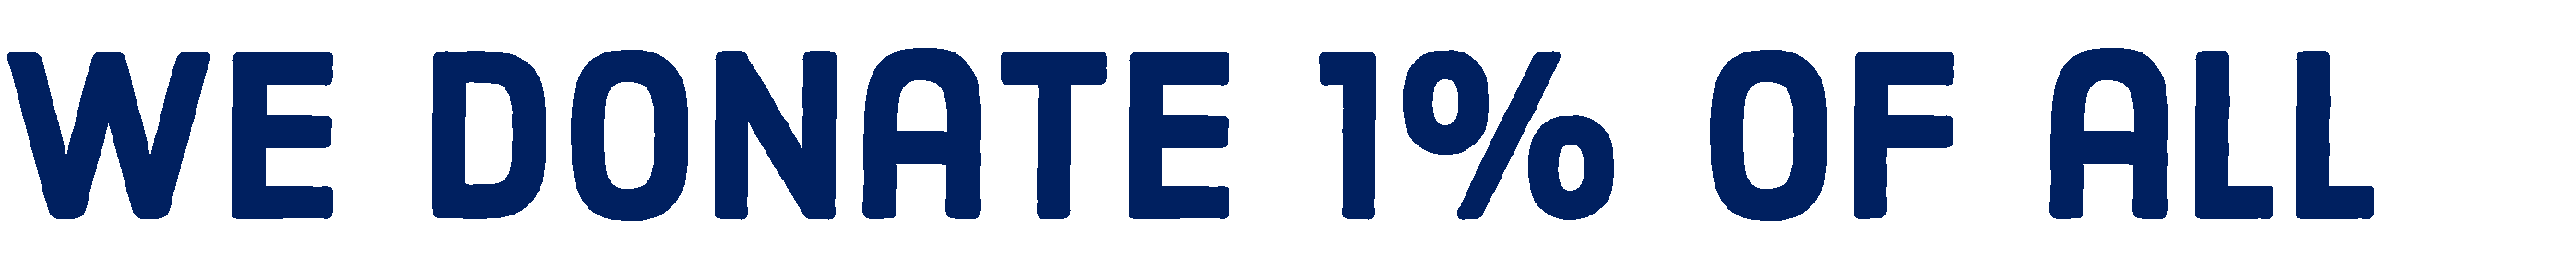 WE DONATE 1% OF ALL